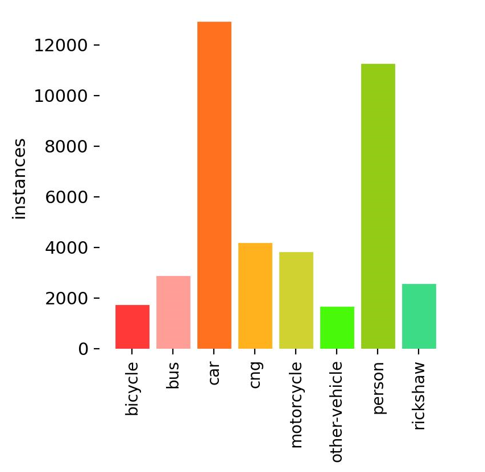 instances
12000
10000
8000
6000
4000
2000
0
bicycle
bus
car
cng
motorcycle
other-vehicle
person
rickshaw